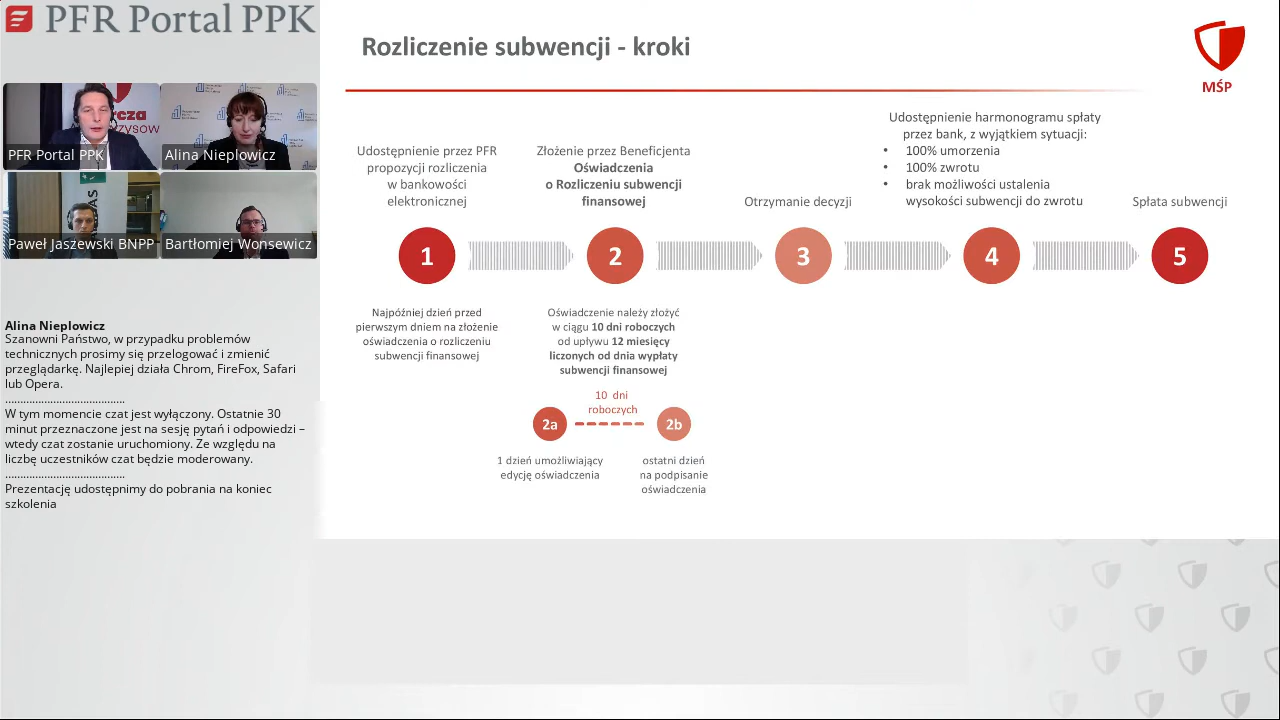 PFR Portal PPK
PFR Portal PPK
Alina Nieplowicz
Paweł Jaszewski BNPP
Bartłomiej Wonsewicz
Alina Nieplowicz
Szanowni Państwo, w przypadku problemów
technicznych prosimy się przelogować i zmienić
przeglądarkę. Najlepiej działa Chrom, FireFox, Safari
lub Opera.
........................................
W tym momencie czat jest wyłączony. Ostatnie 30
minut przeznaczone jest na sesję pytań i odpowiedzi –
wtedy czat zostanie uruchomiony. Ze względu na
liczbę uczestników czat będzie moderowany.
........................................
Prezentację udostępnimy do pobrania na koniec
szkolenia
Rozliczenie subwencji - kroki
MŚP
Udostępnienie przez PFR
propozycji rozliczenia
w bankowości
elektronicznej
Złożenie przez Beneficjenta
Oświadczenia
o Rozliczeniu subwencji
finansowej
Otrzymanie decyzji
Udostępnienie harmonogramu spłaty
przez bank, z wyjątkiem sytuacji:
• 100% umorzenia
• 100% zwrotu
• brak możliwości ustalenia
wysokości subwencji do zwrotu
Spłata subwencji
1
2
3
4
5
Najpóźniej dzień przed
pierwszym dniem na złożenie
oświadczenia o rozliczeniu
subwencji finansowej
Oświadczenie należy złożyć
w ciągu 10 dni roboczych
od upływu 12 miesięcy
liczonych od dnia wypłaty
subwencji finansowej
10 dni
roboczych
2a
2b
1 dzień umożliwiający
edycję oświadczenia
ostatni dzień
na podpisanie
oświadczenia